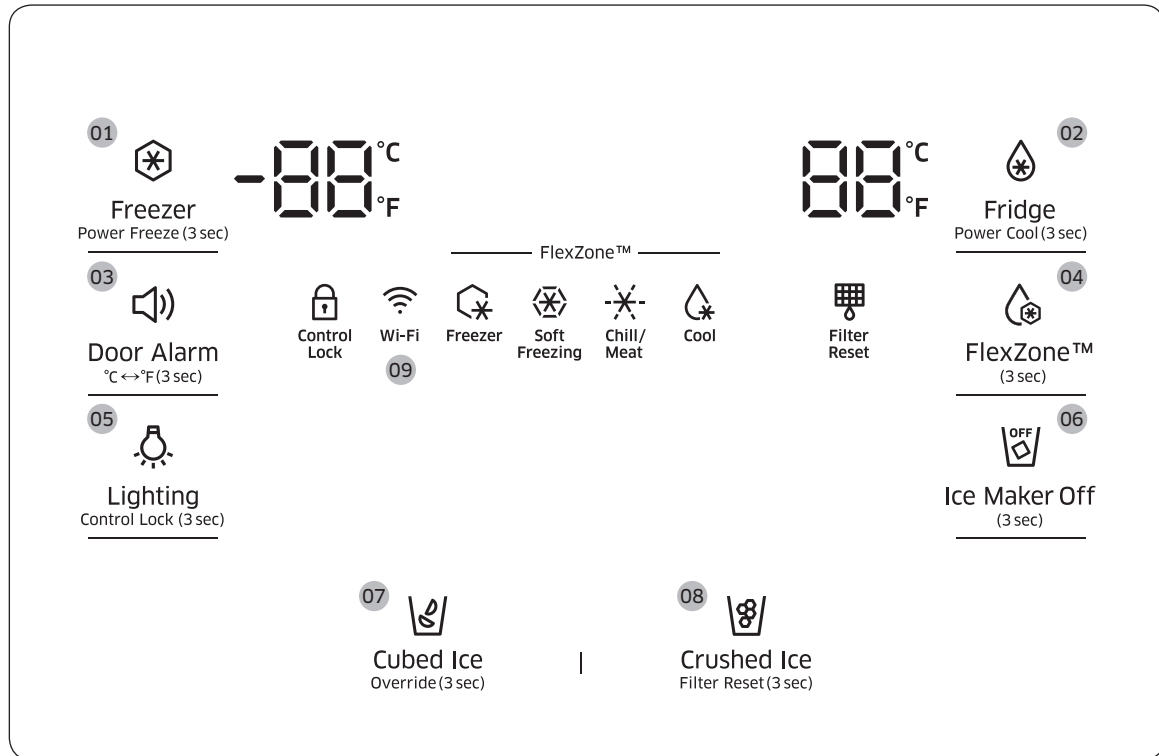 01
-88 °C
°F
88 °C
°F
02
Freezer
Power Freeze (3 sec)
Fridge
Power Cool (3 sec)
FlexZone™
03
Door Alarm
°C ↔ °F (3 sec)
Control
Lock
Wi-Fi
09
Freezer
Soft
Freezing
Chill/
Meat
Cool
Filter
Reset
04
FlexZone™
(3 sec)
05
Lighting
Control Lock (3 sec)
06
OFF
Ice Maker Off
(3 sec)
07
Cubed Ice
Override (3 sec)
08
Crushed Ice
Filter Reset (3 sec)